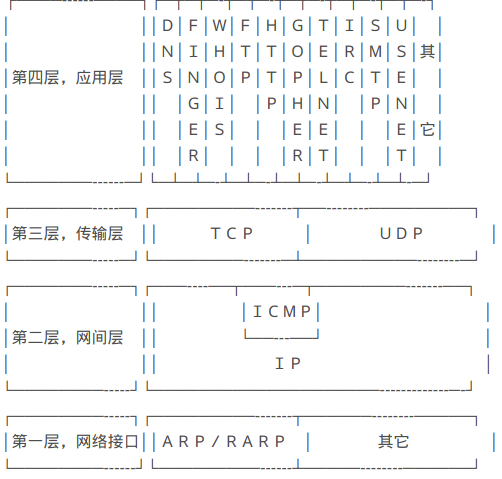 第四层，应用层
DNS
FINGER
WHOIS
FTP
HTTP
GOPHER
TELNET
IRC
SMTP
USENET
其它
第三层，传输层
TCP
UDP
第二层，网间层
ICMP
IP
第一层，网络接口
ARP/RARP
其它